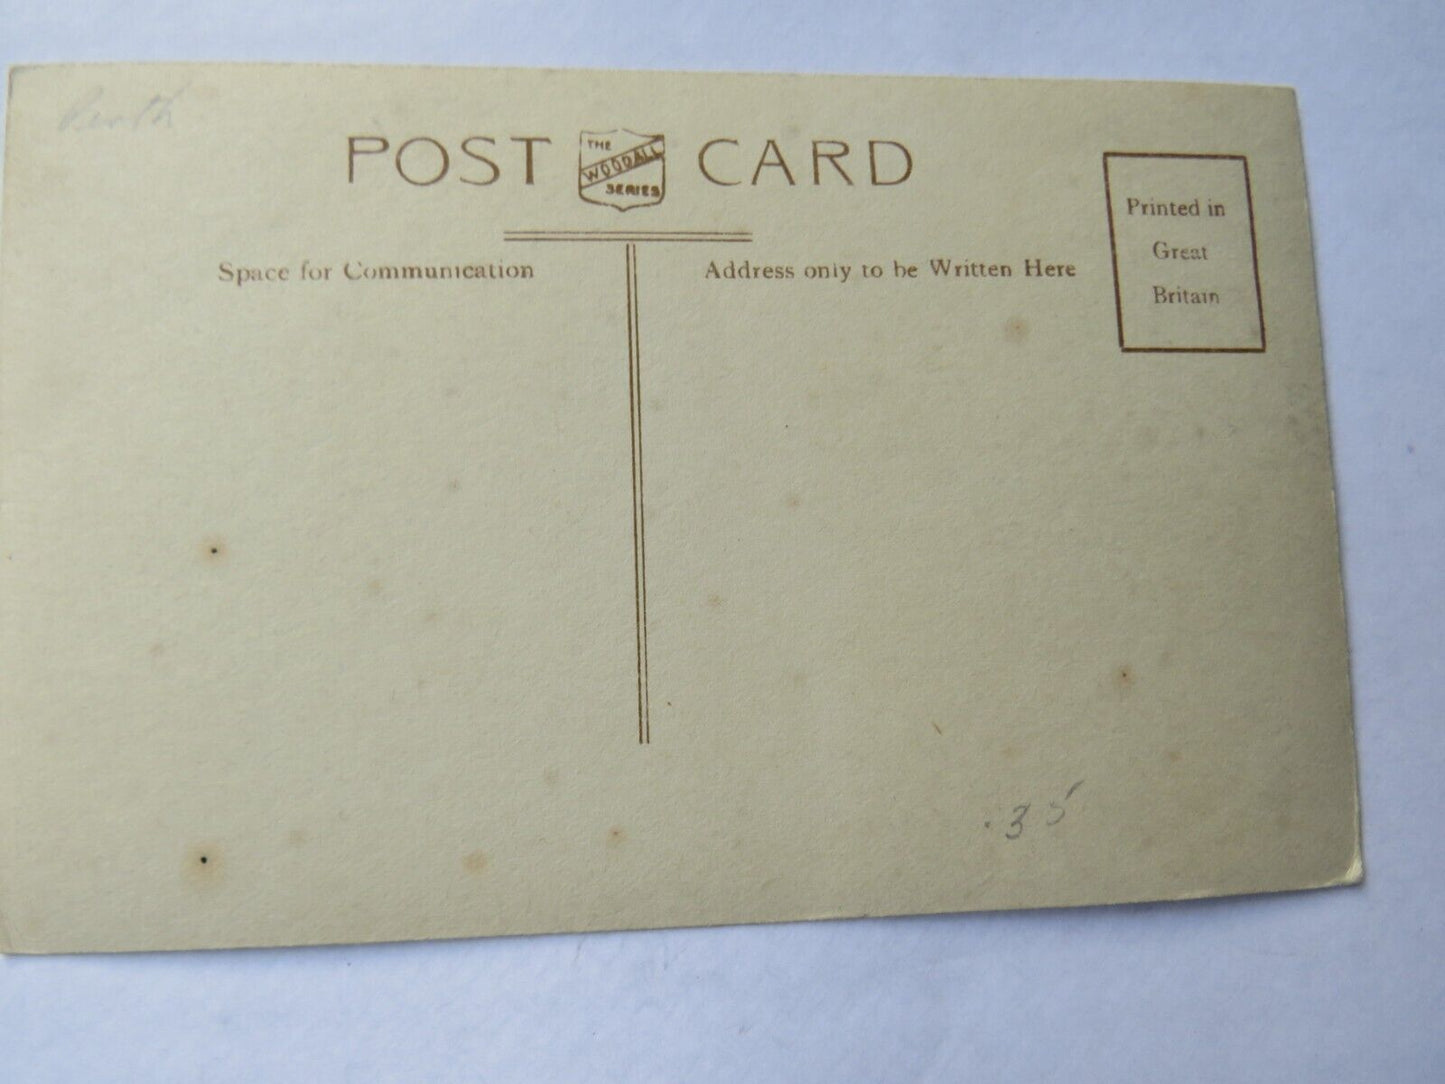 POST CARD
THE
WOODALL
SERIES
Space for Communication
Address only to be Written Here
Printed in
Great
Britain
.35